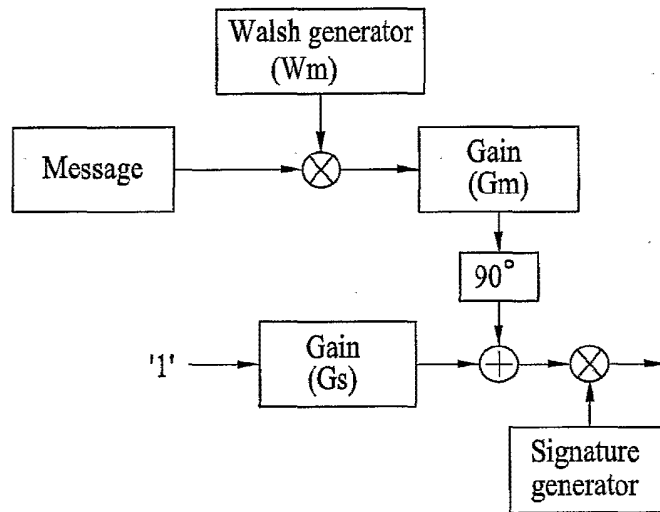 Walsh generator
(Wm)
Message
Gain
(Gm)
90°
'1'
Gain
(Gs)
Signature
generator